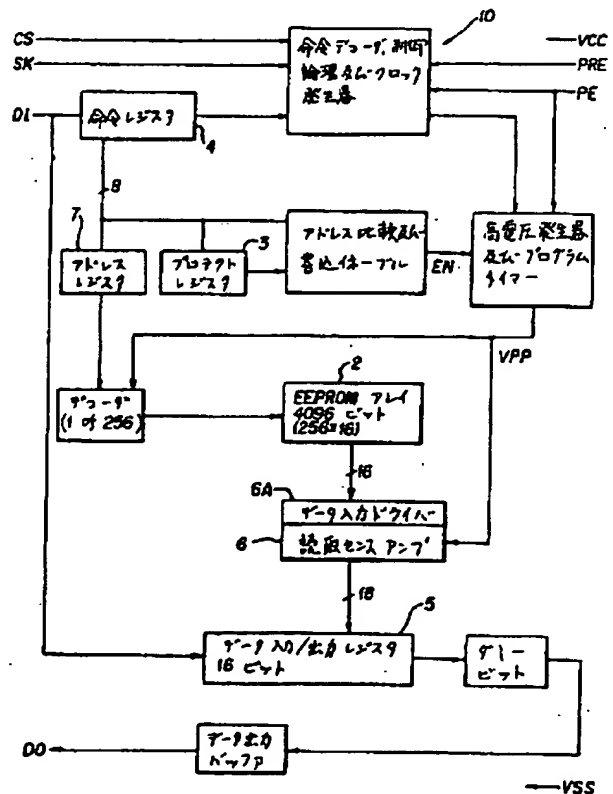 10
CS
SK
DI
命令デコーダ, 制御
論理及ムクロック
発生器
VCC
PRE
PE
命令レジスタ
4
8
7
アドレス
レジスタ
3
プロテクト
レジスタ
アドレス比較及ム
書込イネーブル
EN
高電圧発生器
及ムプログラム
タイマー
VPP
デコーダ
(1 of 256)
2
EEPROM アレイ
4096 ビット
(256×16)
16
6A
データ入力ドライバ
6
読取センスアンプ
16
5
データ入/出力レジスタ
16 ビット
ダミー
ビット
DO
データ出力
バッファ
VSS